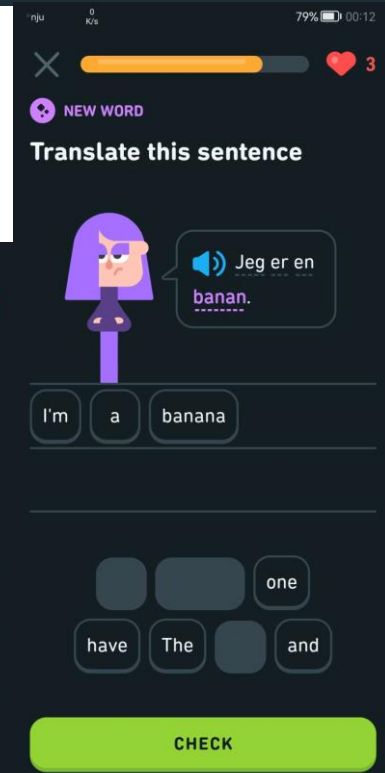 nju 0 K/s 79% 00:12
3
NEW WORD
Translate this sentence
Jeg er en
banan.
I'm a banana
one
have The and
CHECK